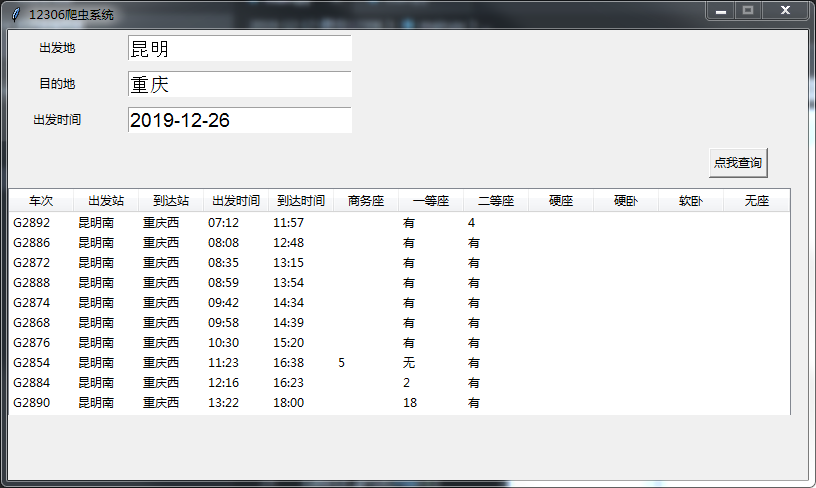 12306爬虫系统
出发地 昆明
目的地 重庆
出发时间 2019-12-26
点我查询
车次 出发站 到达站 出发时间 到达时间 商务座 一等座 二等座 硬座 硬卧 软卧 无座
G2892 昆明南 重庆西 07:12 11:57 有 4
G2886 昆明南 重庆西 08:08 12:48 有 有
G2872 昆明南 重庆西 08:35 13:15 有 有
G2888 昆明南 重庆西 08:59 13:54 有 有
G2874 昆明南 重庆西 09:42 14:34 有 有
G2868 昆明南 重庆西 09:58 14:39 有 有
G2876 昆明南 重庆西 10:30 15:20 有 有
G2854 昆明南 重庆西 11:23 16:38 5 无 有
G2884 昆明南 重庆西 12:16 16:23 2 有
G2890 昆明南 重庆西 13:22 18:00 18 有